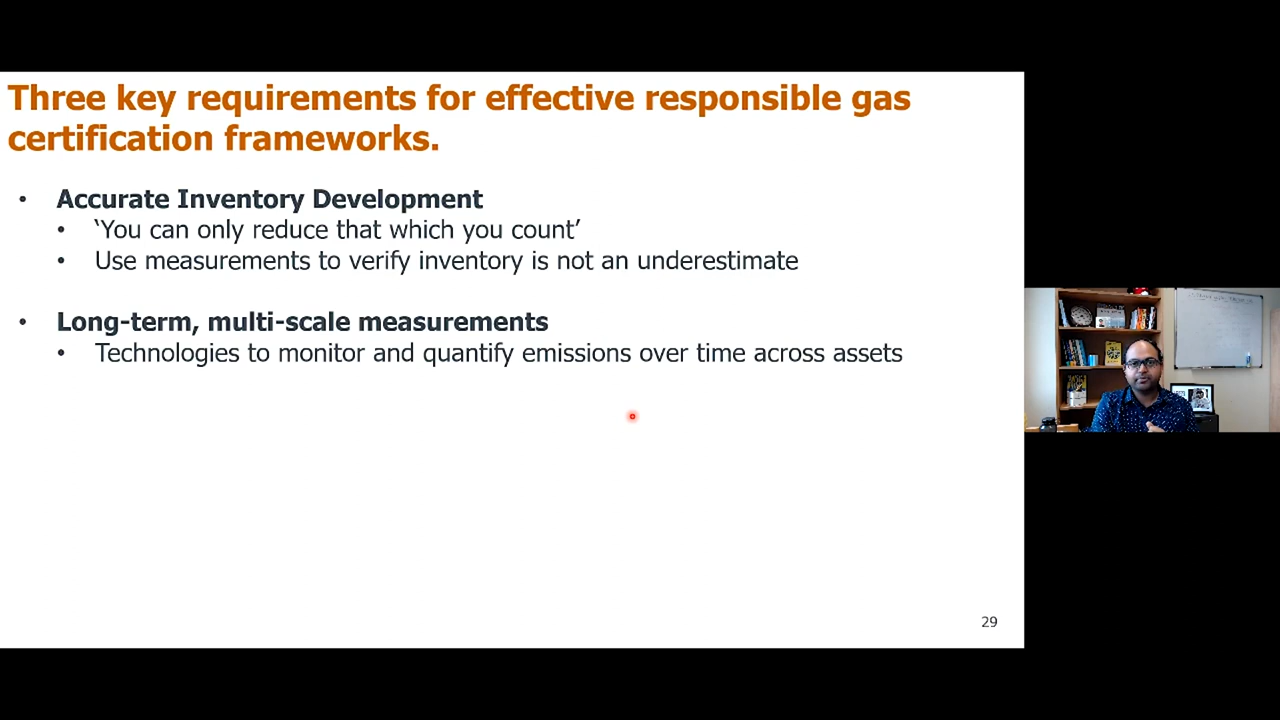 Three key requirements for effective responsible gas
certification frameworks.
• Accurate Inventory Development
• ‘You can only reduce that which you count’
• Use measurements to verify inventory is not an underestimate
• Long-term, multi-scale measurements
• Technologies to monitor and quantify emissions over time across assets
29